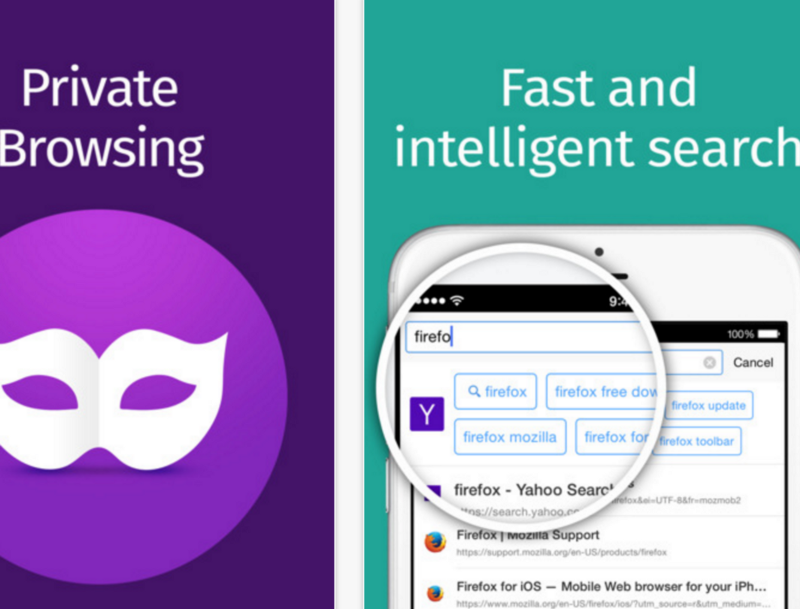 Private
Browsing
Fast and
intelligent search
9:4
100%
firefo
Cancel
Y
firefox
firefox free dow
firefox update
firefox mozilla
firefox for
firefox toolbar
firefox - Yahoo Search
https://search.yahoo.co
irefox&ei=UTF-8&fr=mozmob2
Firefox | Mozilla Support
https://support.mozilla.org/en-US/products/firefox
Firefox for iOS — Mobile Web browser for your iPh...
https://www.mozilla.org/en-US/firefox/ios/?utm_source=r&utm_medium=...